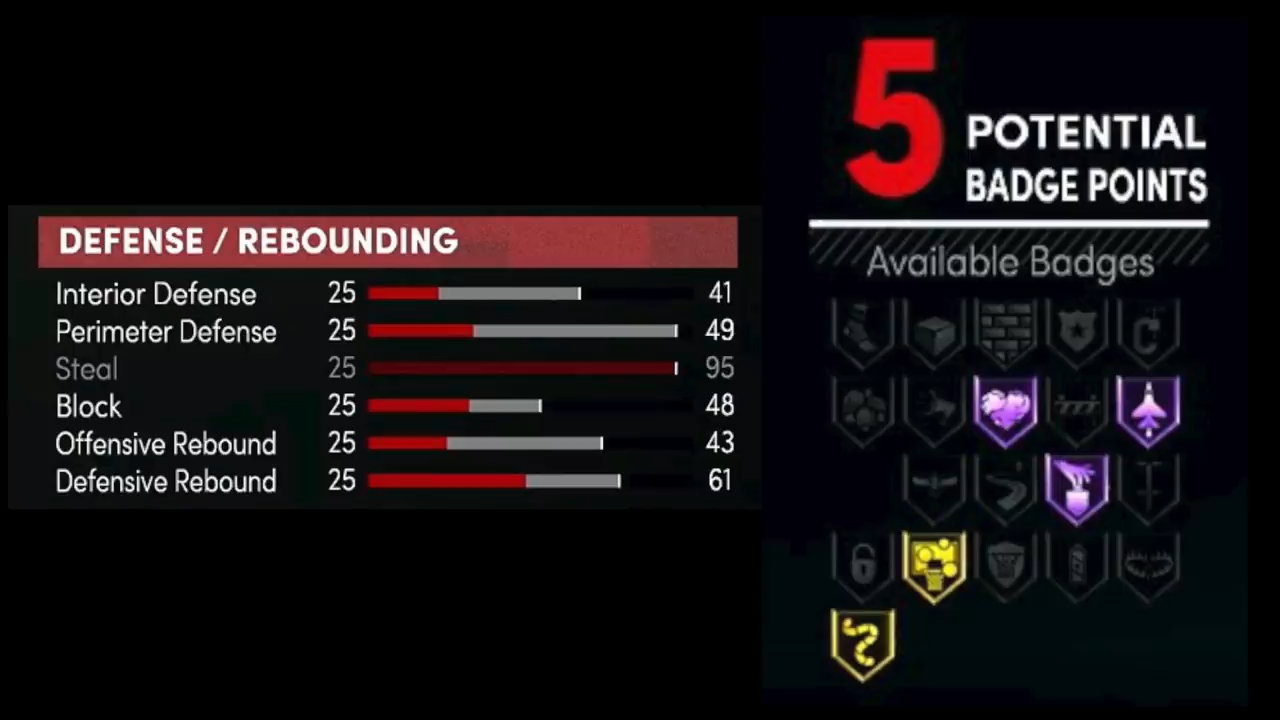 DEFENSE / REBOUNDING
Interior Defense 25 41
Perimeter Defense 25 49
Steal 25 95
Block 25 48
Offensive Rebound 25 43
Defensive Rebound 25 61
5 POTENTIAL
BADGE POINTS
Available Badges